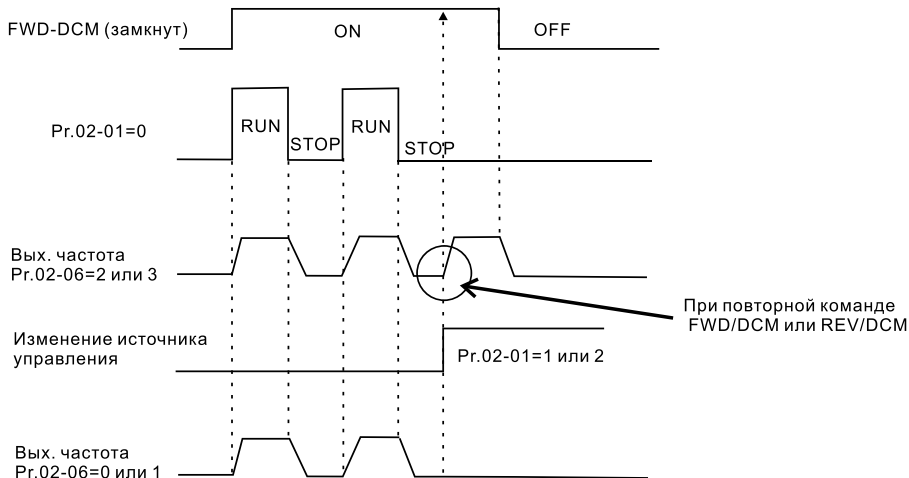 FWD-DCM (замкнут)
ON
OFF
Pr.02-01=0
RUN
STOP
RUN
STOP
Вых. частота
Pr.02-06=2 или 3
При повторной команде
FWD/DCM или REV/DCM
Изменение источника
управления
Pr.02-01=1 или 2
Вых. частота
Pr.02-06=0 или 1